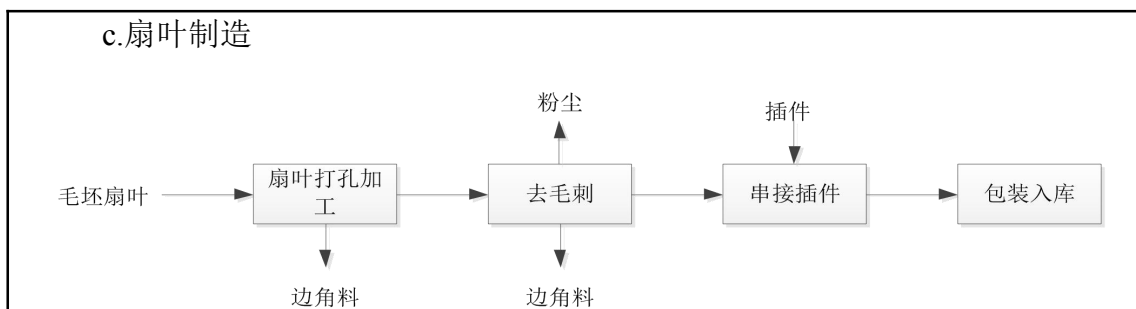 c.扇叶制造
粉尘
插件
毛坯扇叶
扇叶打孔加
工
去毛刺
串接插件
包装入库
边角料
边角料